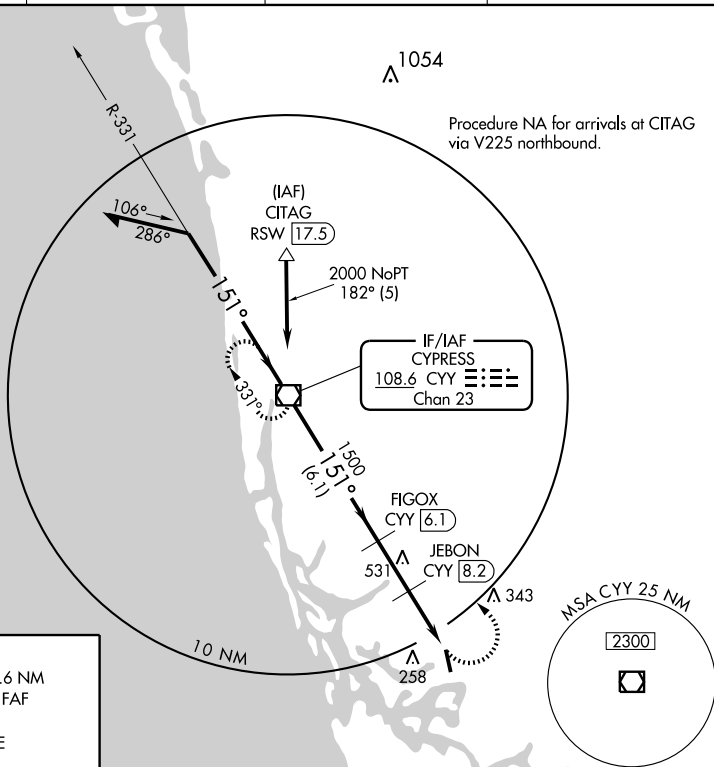 1054
R-331
Procedure NA for arrivals at CITAG
via V225 northbound.
106°
286°
(IAF)
CITAG
RSW 17.5
2000 NoPT
182° (5)
151°
IF/IAF
CYPRESS
108.6 CYY
Chan 23
331°
1500
151°
(6.1)
FIGOX
CYY 6.1
531
JEBON
CYY 8.2
343
10 NM
258
MSA CYY 25 NM
2300
.6 NM
FAF
E